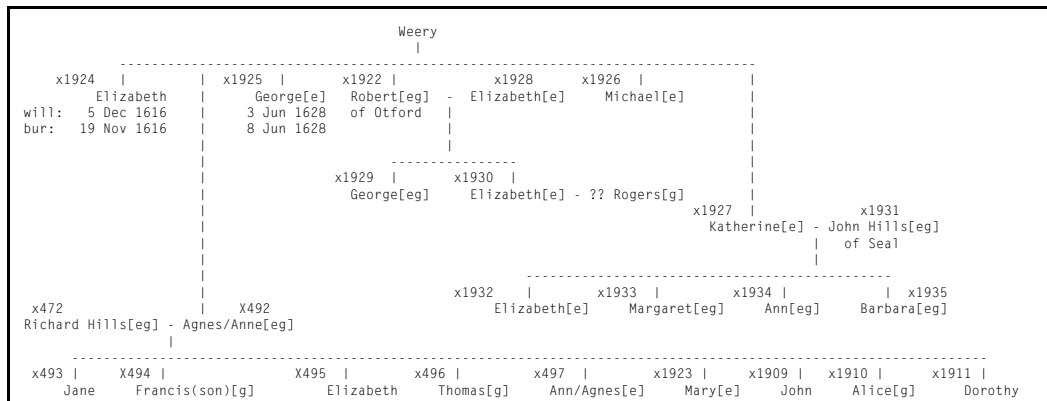 Weery
x1924 x1925 x1922 x1928 x1926
Elizabeth George[e] Robert[eg] - Elizabeth[e] Michael[e]
will: 5 Dec 1616 3 Jun 1628 of Otford
bur: 19 Nov 1616 8 Jun 1628
x1929 x1930
George[eg] Elizabeth[e] - ?? Rogers[g]
x1927 x1931
Katherine[e] - John Hills[eg]
of Seal
x1932 x1933 x1934 x1935
Elizabeth[e] Margaret[eg] Ann[eg] Barbara[eg]
x472 X492
Richard Hills[eg] - Agnes/Anne[eg]
x493 X494 X495 x496 x497 x1923 x1909 x1910 x1911
Jane Francis(son)[g] Elizabeth Thomas[g] Ann/Agnes[e] Mary[e] John Alice[g] Dorothy